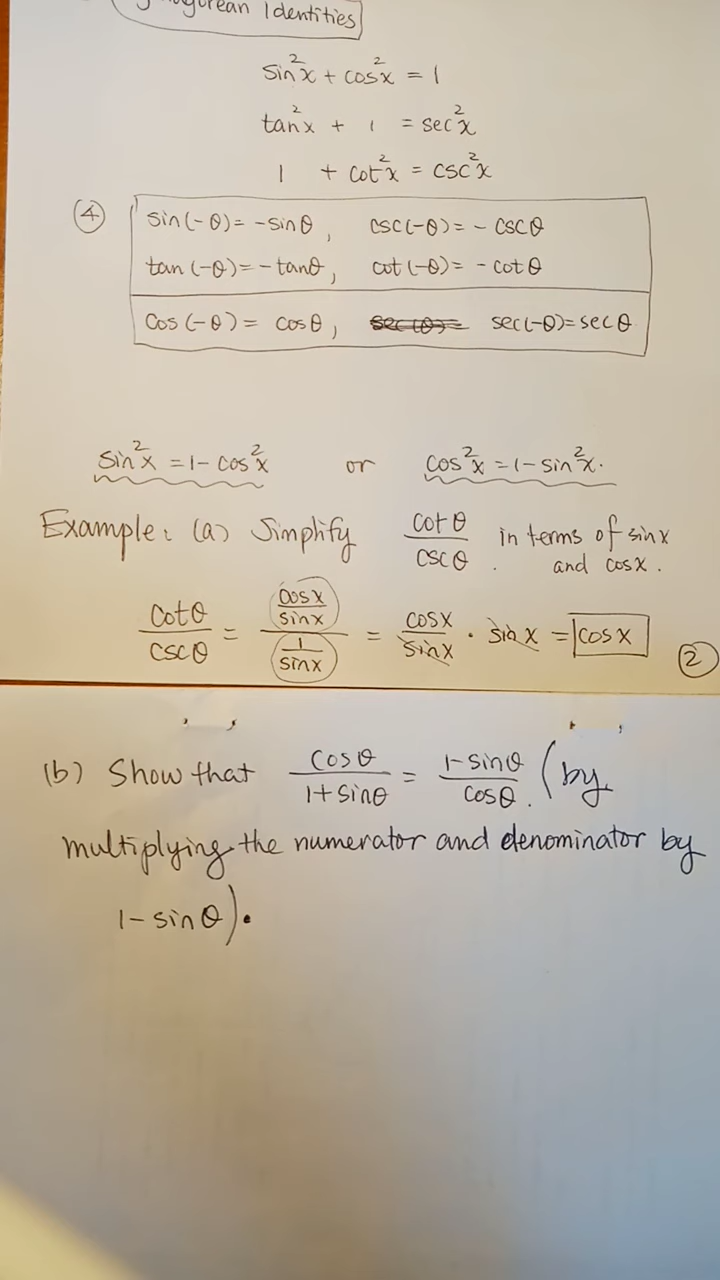 Identities
sin²x + cos²x = 1
tan²x + 1 = sec²x
1 + cot²x = csc²x
④ sin(-θ) = -sinθ, csc(-θ) = - cscθ
tan(-θ) = -tanθ, cot(-θ) = - cotθ
cos(-θ) = cosθ, sec(θ)= sec(-θ) = secθ
sin²x = 1 - cos²x or cos²x = 1 - sin²x.
Example: (a) Simplify cotθ/cscθ. in terms of sinx
and cosx.
cotθ/cscθ = (cosx/sinx)/(1/sinx) = cosx/sinx · sinx = cosx ②
(b) Show that cosθ/(1+sinθ) = (1-sinθ)/cosθ. (by
multiplying the numerator and denominator by
1 - sinθ).